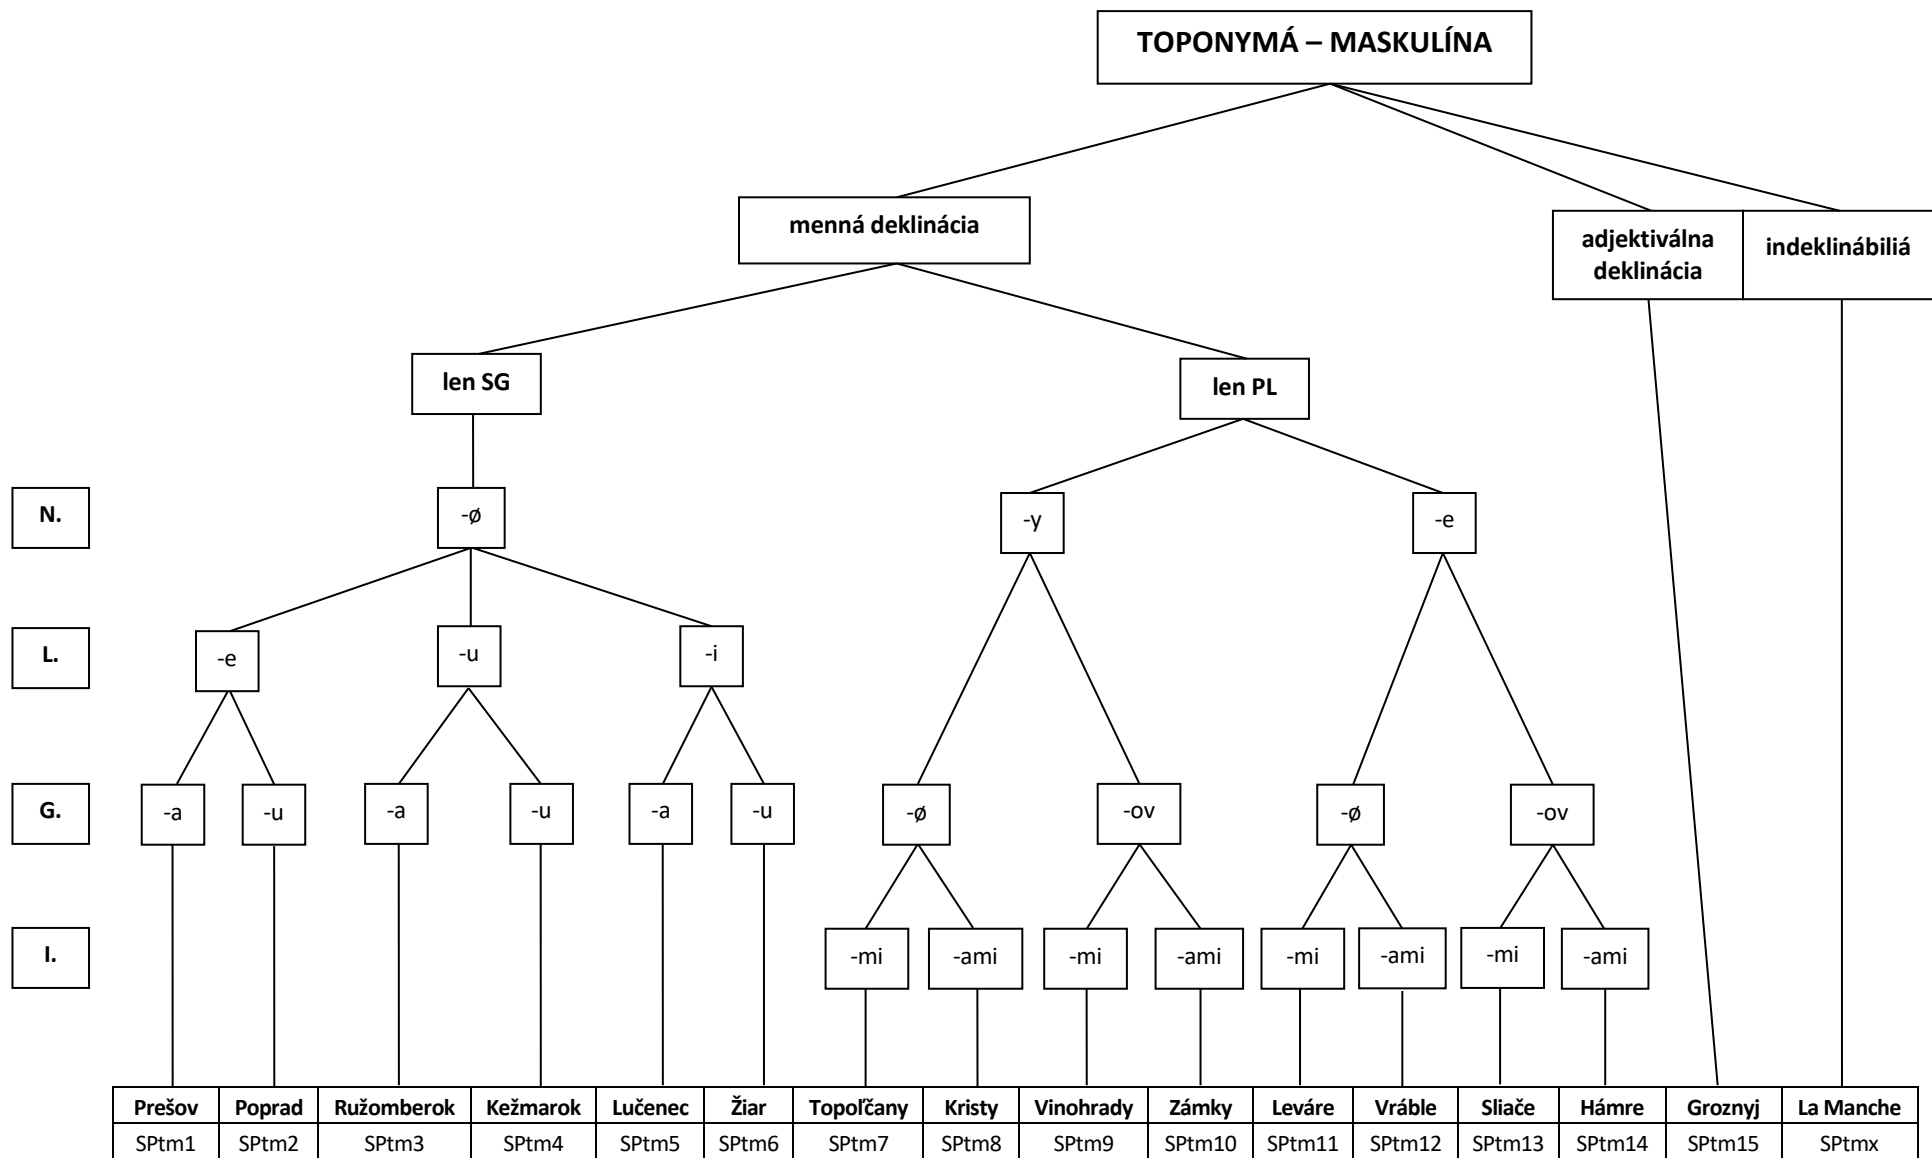 TOPONYMÁ – MASKULÍNA
menná deklinácia
adjektiválna
deklinácia
indeklinábiliá
len SG
len PL
N.
-ø
-y
-e
L.
-e
-u
-i
G.
-a
-u
-a
-u
-a
-u
-ø
-ov
-ø
-ov
I.
-mi
-ami
-mi
-ami
-mi
-ami
-mi
-ami
Prešov Poprad Ružomberok Kežmarok Lučenec Žiar Topoľčany Kristy Vinohrady Zámky Leváre Vráble Sliače Hámre Groznyj La Manche
SPtm1 SPtm2 SPtm3 SPtm4 SPtm5 SPtm6 SPtm7 SPtm8 SPtm9 SPtm10 SPtm11 SPtm12 SPtm13 SPtm14 SPtm15 SPtmx